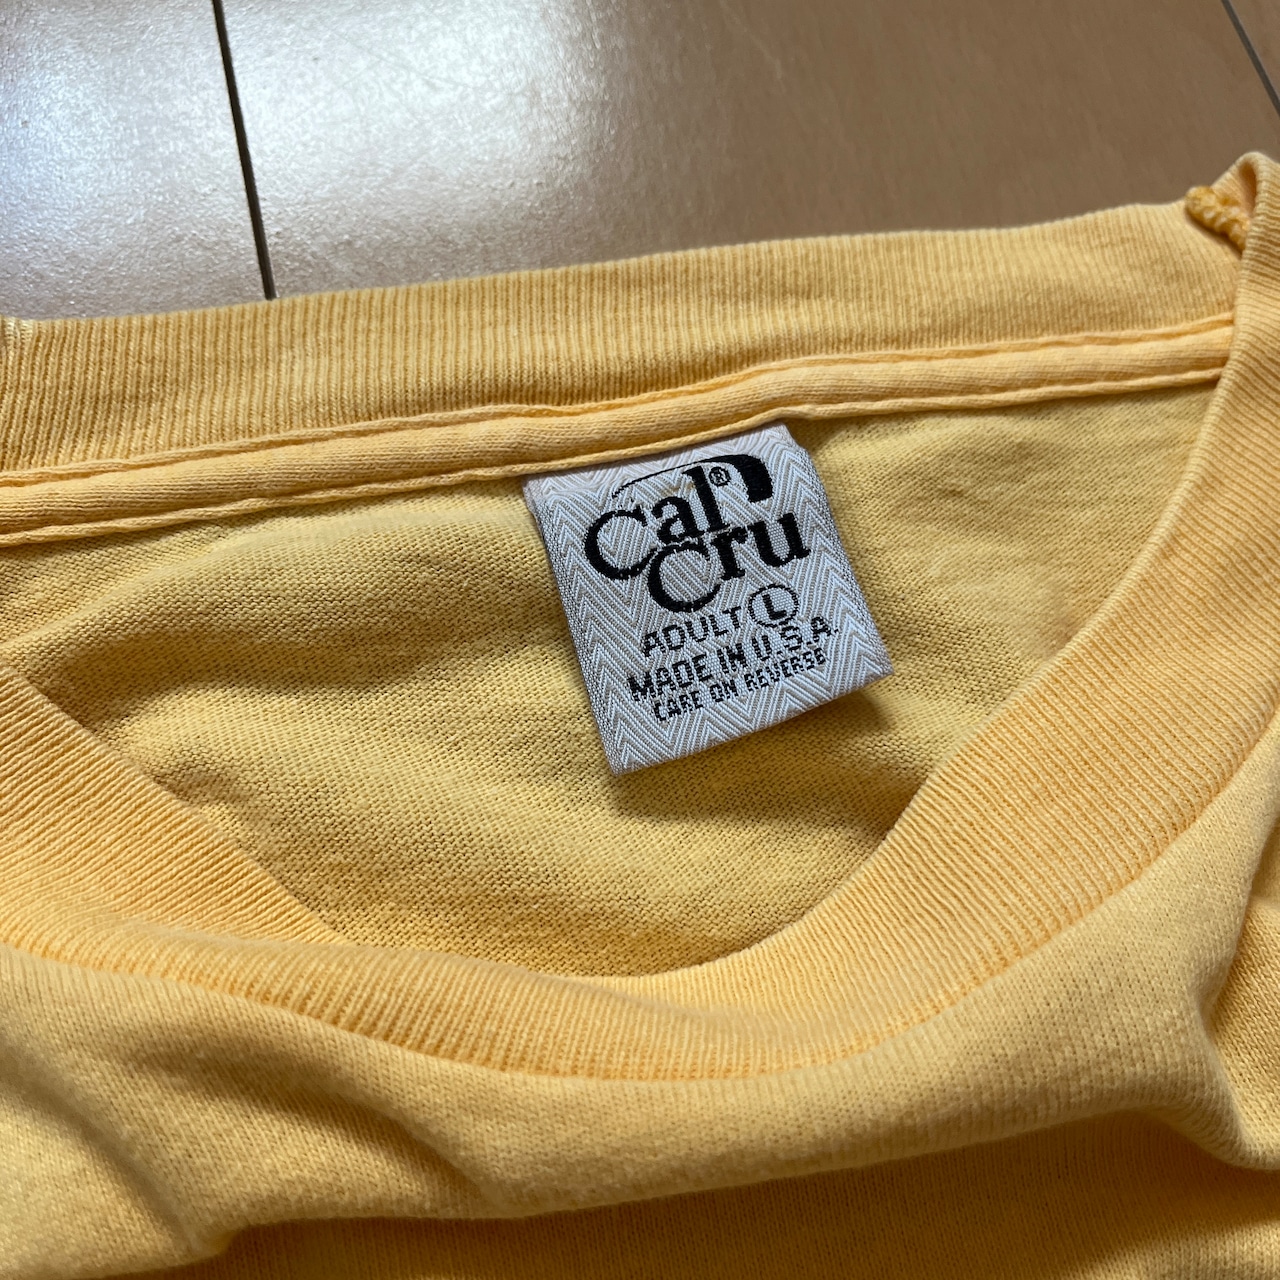 Cal®
Cru
ADULT L
MADE IN U.S.A.
CARE ON REVERSE